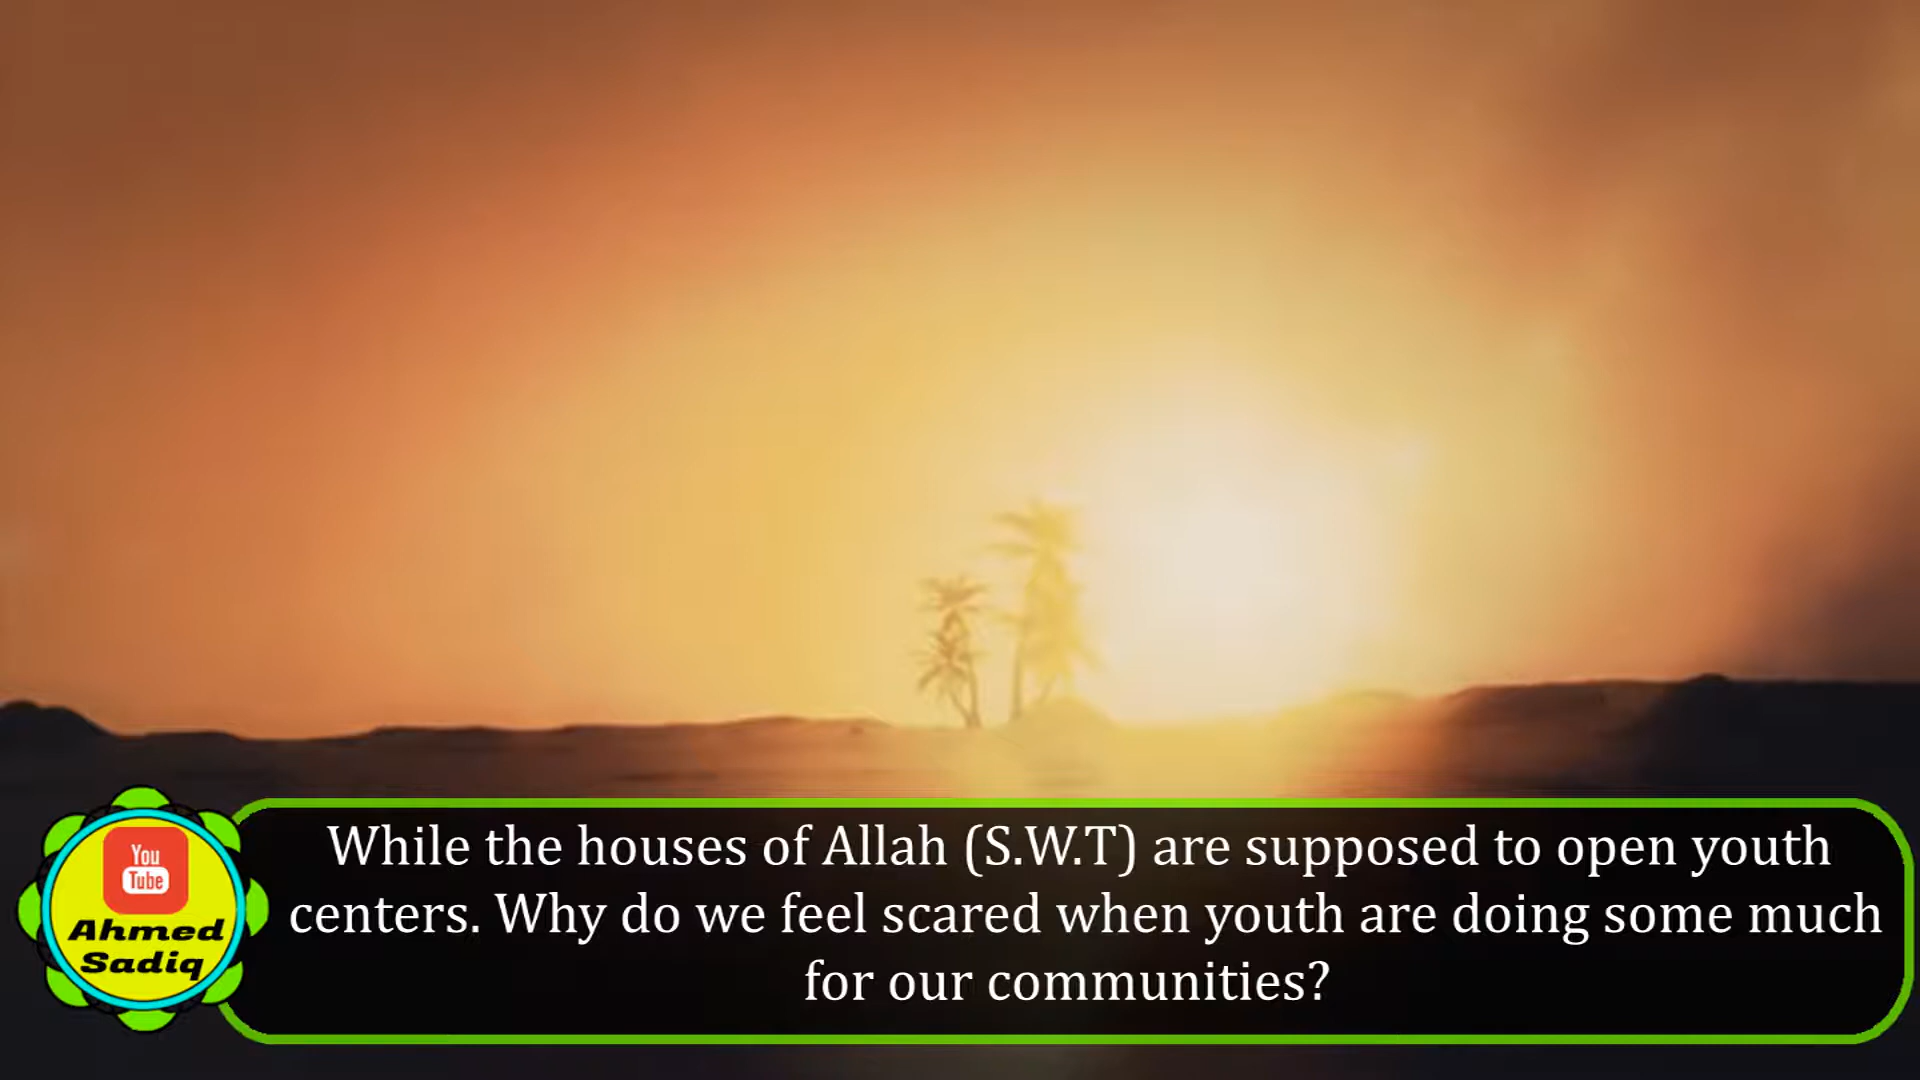 While the houses of Allah (S.W.T) are supposed to open youth
centers. Why do we feel scared when youth are doing some much
for our communities?
You
Tube
Ahmed
Sadiq